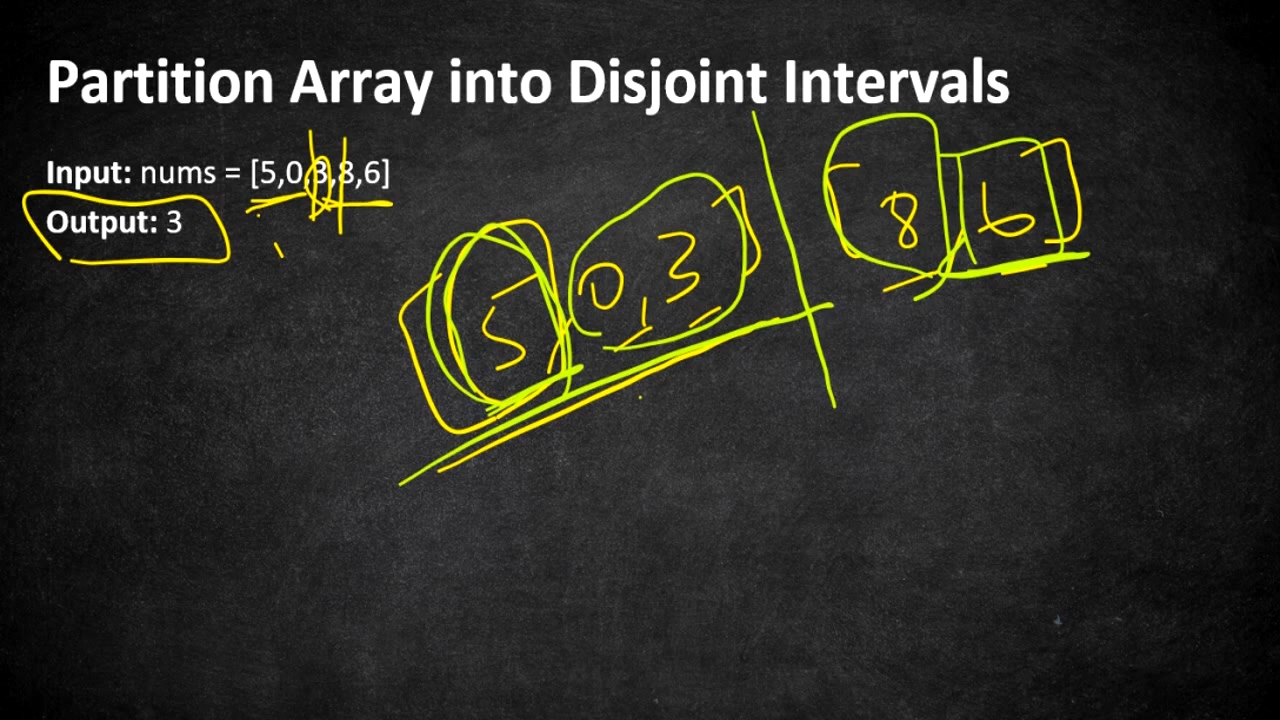 Partition Array into Disjoint Intervals
Input: nums = [5,0,3,8,6]
Output: 3
[5, 0, 3] [8 6]